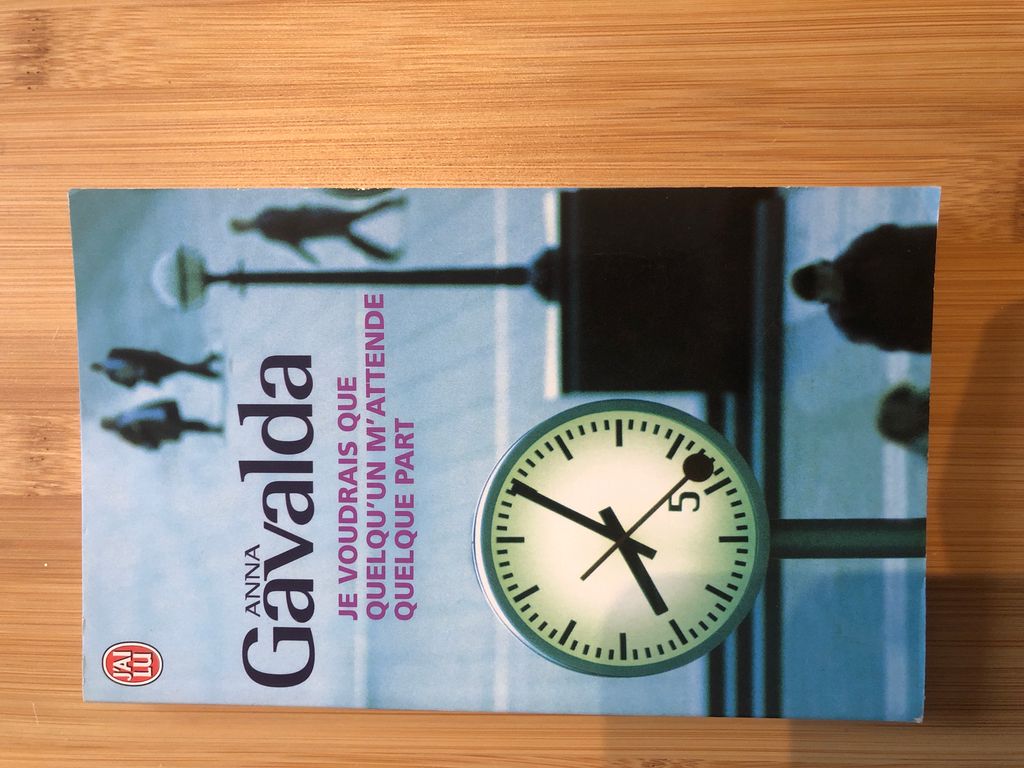 J'AI
LU
ANNA
Gavalda
JE VOUDRAIS QUE
QUELQU'UN M'ATTENDE
QUELQUE PART
5